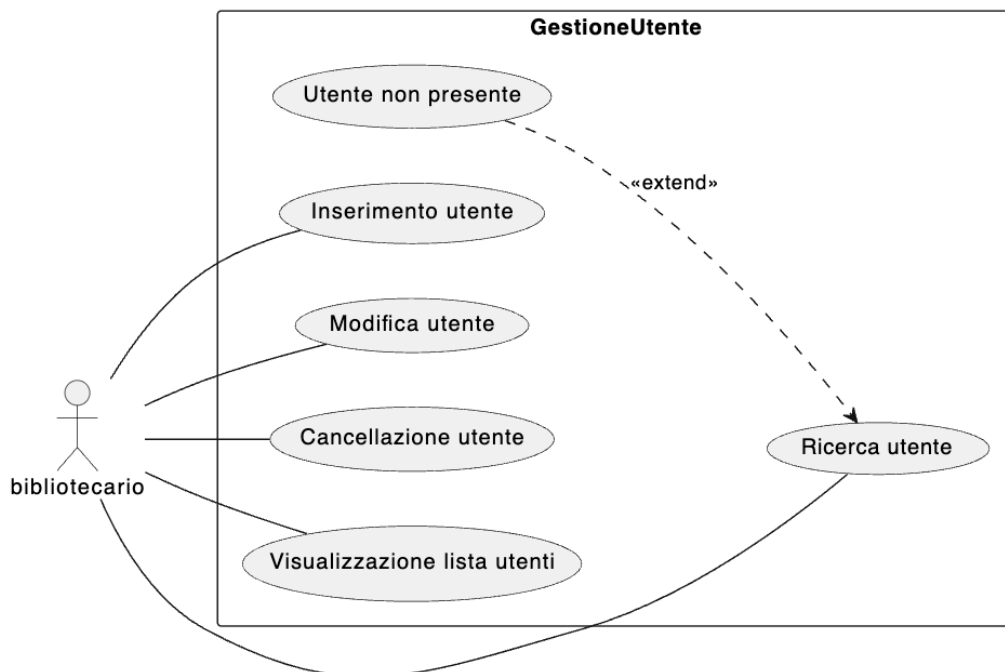 GestioneUtente
Utente non presente
«extend»
Inserimento utente
Modifica utente
Cancellazione utente
Ricerca utente
bibliotecario
Visualizzazione lista utenti